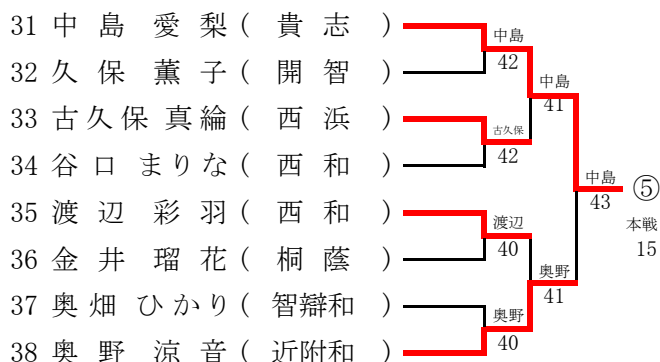 31 中島 愛梨 ( 貴志 )
32 久保 薫子 ( 開智 )
33 古久保 真綸 ( 西浜 )
34 谷口 まりな ( 西和 )
35 渡辺 彩羽 ( 西和 )
36 金井 瑠花 ( 桐蔭 )
37 奥畑 ひかり ( 智辯和 )
38 奥野 涼音 ( 近附和 )
中島
42
古久保
42
渡辺
40
奥野
40
中島
41
奥野
41
中島
43
⑤
本戦
15